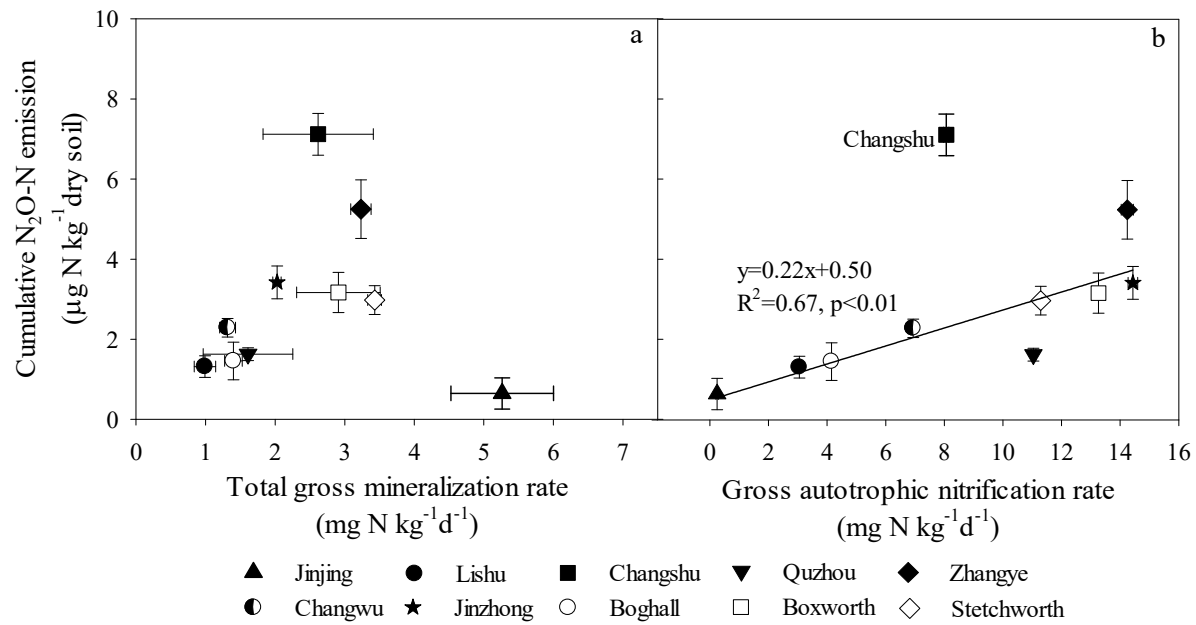 Cumulative N₂O-N emission
(μg N kg⁻¹ dry soil)
10
8
6
4
2
0
a
0 1 2 3 4 5 6 7
Total gross mineralization rate
(mg N kg⁻¹d⁻¹)
b
Changshu
y=0.22x+0.50
R²=0.67, p<0.01
0 2 4 6 8 10 12 14 16
Gross autotrophic nitrification rate
(mg N kg⁻¹d⁻¹)
Jinjing Lishu Changshu Quzhou Zhangye
Changwu Jinzhong Boghall Boxworth Stetchworth